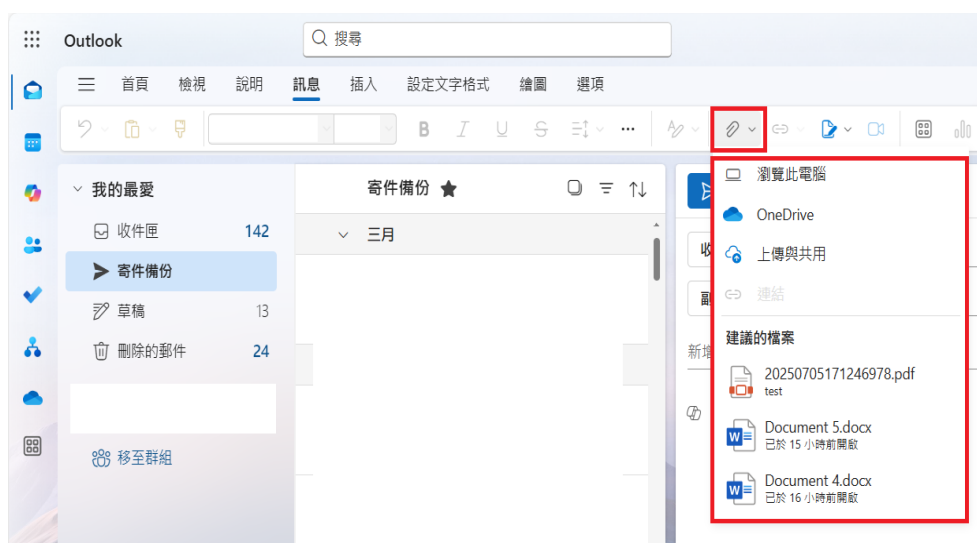 Outlook
搜尋
首頁 檢視 說明 訊息 插入 設定文字格式 繪圖 選項
B I U S
我的最愛
收件匣 142
寄件備份
草稿 13
刪除的郵件 24
移至群組
寄件備份
三月
收
副
新增
瀏覽此電腦
OneDrive
上傳與共用
連結
建議的檔案
20250705171246978.pdf
test
Document 5.docx
已於 15 小時前開啟
Document 4.docx
已於 16 小時前開啟